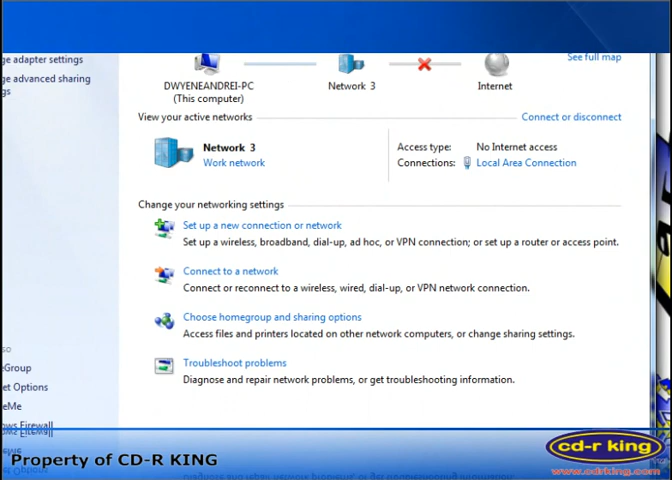 ge adapter settings
ge advanced sharing
gs
See full map
DWYENEANDREI-PC
(This computer)
Network 3
Internet
View your active networks
Connect or disconnect
Network 3
Work network
Access type:
No Internet access
Connections:
Local Area Connection
Change your networking settings
Set up a new connection or network
Set up a wireless, broadband, dial-up, ad hoc, or VPN connection; or set up a router or access point.
Connect to a network
Connect or reconnect to a wireless, wired, dial-up, or VPN network connection.
Choose homegroup and sharing options
Access files and printers located on other network computers, or change sharing settings.
Troubleshoot problems
Diagnose and repair network problems, or get troubleshooting information.
so
eGroup
et Options
eMe
ws Firewall
Property of CD-R KING
cd-r king
www.cdrking.com